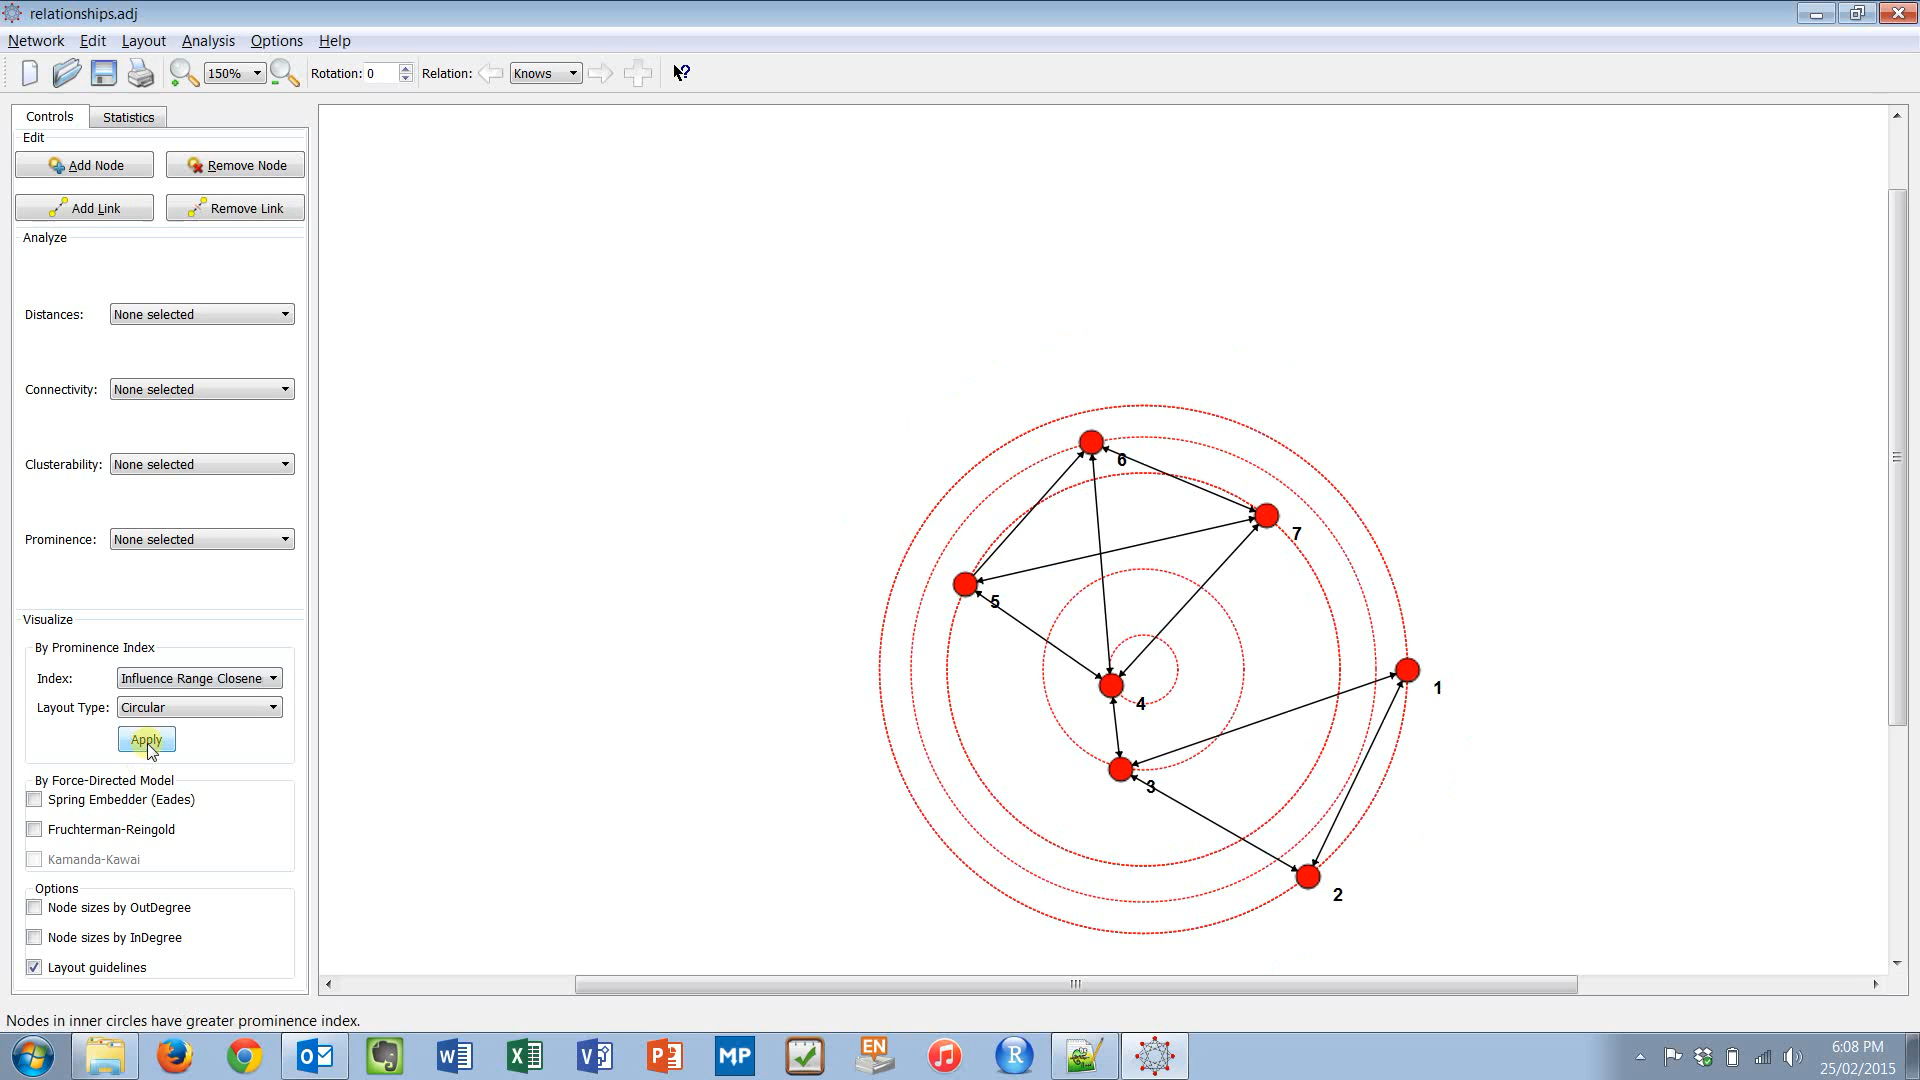 relationships.adj
Network Edit Layout Analysis Options Help
150% Rotation: 0 Relation: Knows
Controls Statistics
Edit
Add Node Remove Node
Add Link Remove Link
Analyze
Distances: None selected
Connectivity: None selected
Clusterability: None selected
Prominence: None selected
Visualize
By Prominence Index
Index: Influence Range Closene
Layout Type: Circular
Apply
By Force-Directed Model
Spring Embedder (Eades)
Fruchterman-Reingold
Kamanda-Kawai
Options
Node sizes by OutDegree
Node sizes by InDegree
Layout guidelines
6
7
5
1
4
3
2
Nodes in inner circles have greater prominence index.
EN
MP
R
6:08 PM
25/02/2015